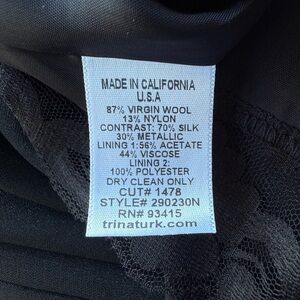 MADE IN CALIFORNIA
U.S.A
87% VIRGIN WOOL
13% NYLON
CONTRAST: 70% SILK
30% METALLIC
LINING 1:56% ACETATE
44% VISCOSE
LINING 2:
100% POLYESTER
DRY CLEAN ONLY
CUT# 1478
STYLE# 290230N
RN# 93415
trinaturk.com